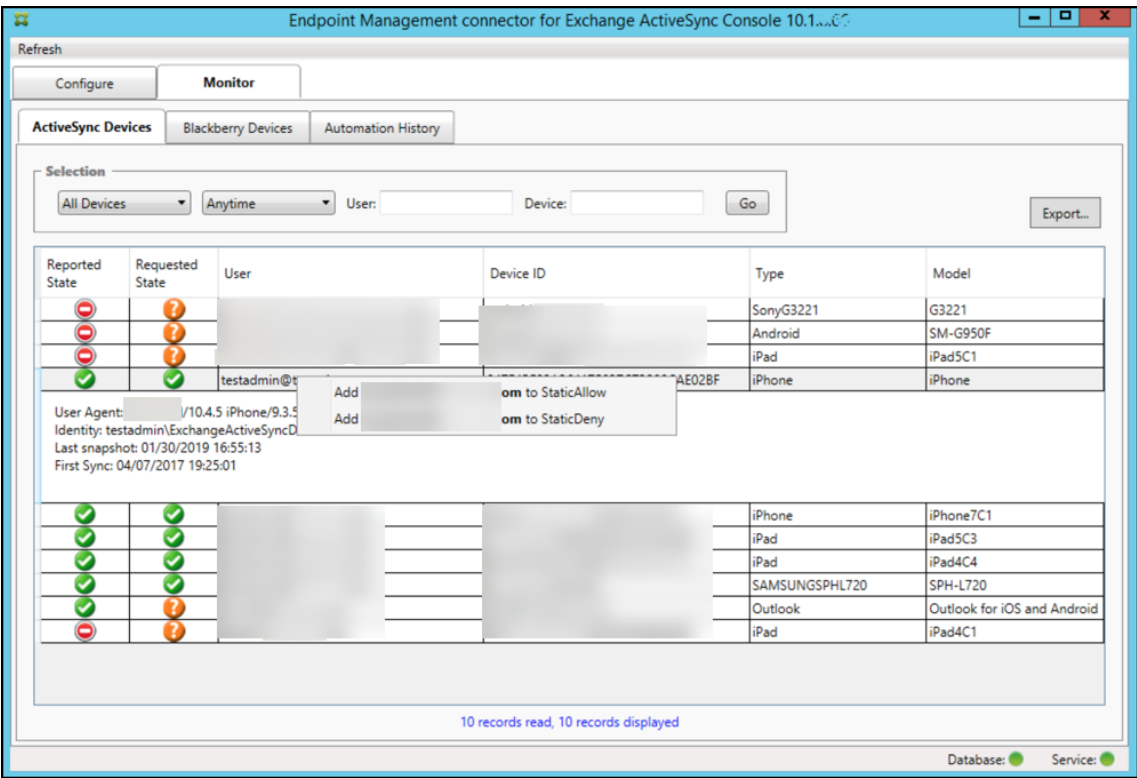 Endpoint Management connector for Exchange ActiveSync Console 10.1...
Refresh
Configure Monitor
ActiveSync Devices Blackberry Devices Automation History
Selection
All Devices Anytime User: Device: Go
Export...
Reported State Requested State User Device ID Type Model
SonyG3221 G3221
Android SM-G950F
iPad iPad5C1
testadmin@t AE02BF iPhone iPhone
Add om to StaticAllow
Add om to StaticDeny
User Agent: /10.4.5 iPhone/9.3.5
Identity: testadmin\ExchangeActiveSyncD
Last snapshot: 01/30/2019 16:55:13
First Sync: 04/07/2017 19:25:01
iPhone iPhone7C1
iPad iPad5C3
iPad iPad4C4
SAMSUNGSPHL720 SPH-L720
Outlook Outlook for iOS and Android
iPad iPad4C1
10 records read, 10 records displayed
Database: Service: